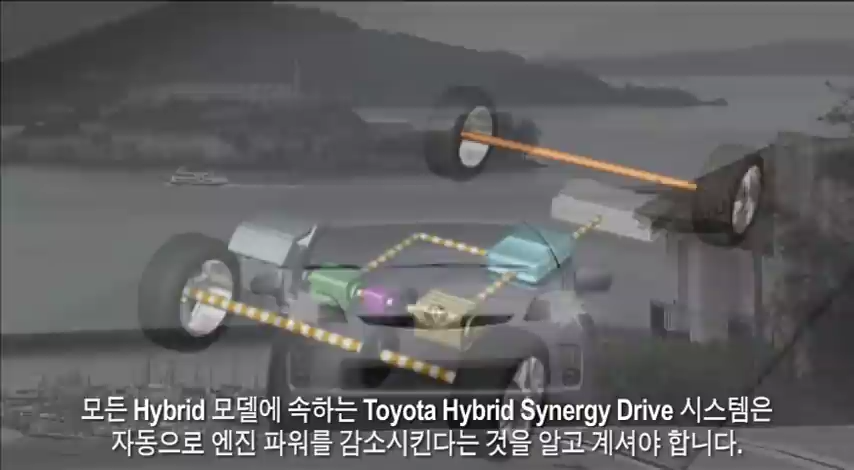 모든 Hybrid 모델에 속하는 Toyota Hybrid Synergy Drive 시스템은
자동으로 엔진 파워를 감소시킨다는 것을 알고 계셔야 합니다.